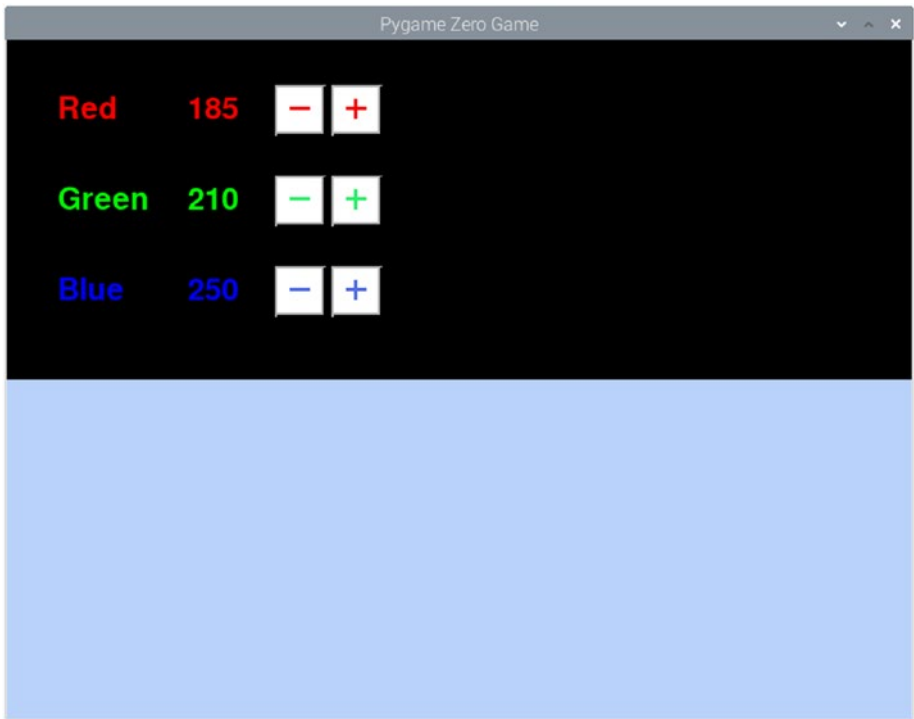 Pygame Zero Game
Red 185 − +
Green 210 − +
Blue 250 − +